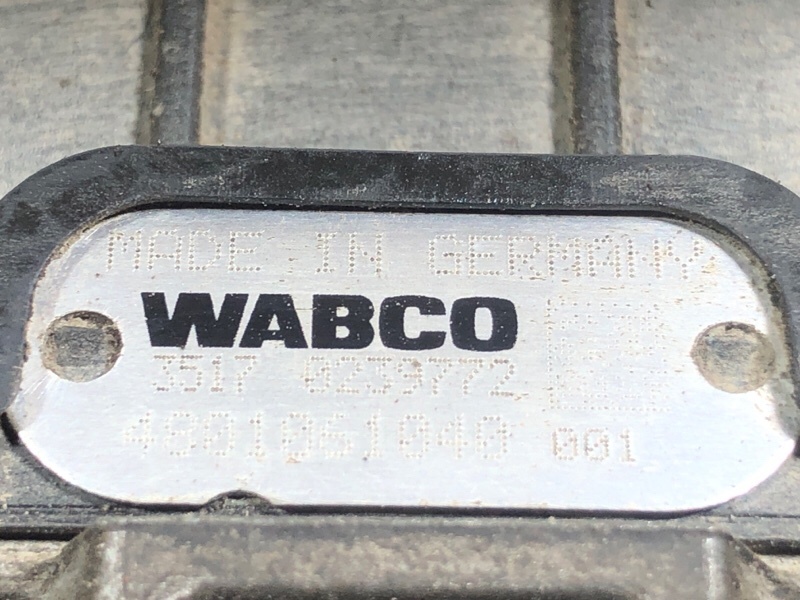 MADE IN GERMANY
WABCO
3517 0239772
4801061040 001